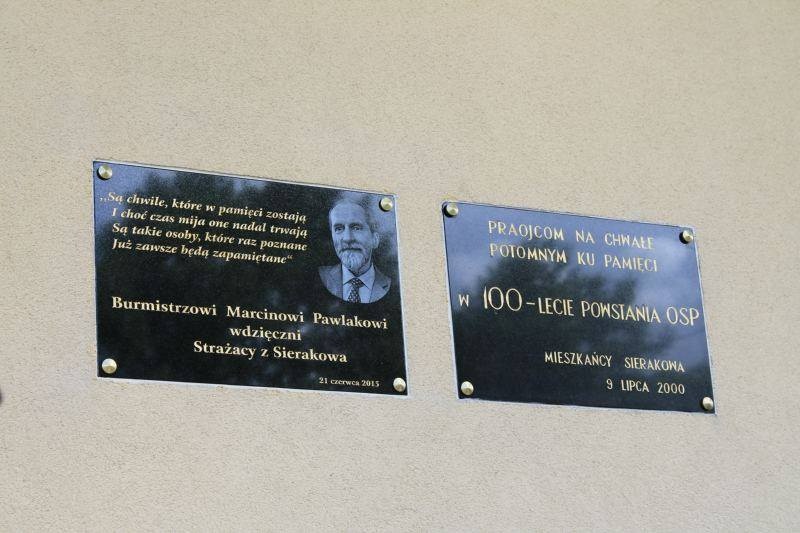 „Są chwile, które w pamięci zostają
I choć czas mija one nadal trwają
Są takie osoby, które raz poznane
Już zawsze będą zapamiętane“
Burmistrzowi Marcinowi Pawlakowi
wdzięczni
Strażacy z Sierakowa
21 czerwca 2015
PRAOJCOM NA CHWAŁĘ
POTOMNYM KU PAMIĘCI
W 100-LECIE POWSTANIA OSP
MIESZKAŃCY SIERAKOWA
9 LIPCA 2000